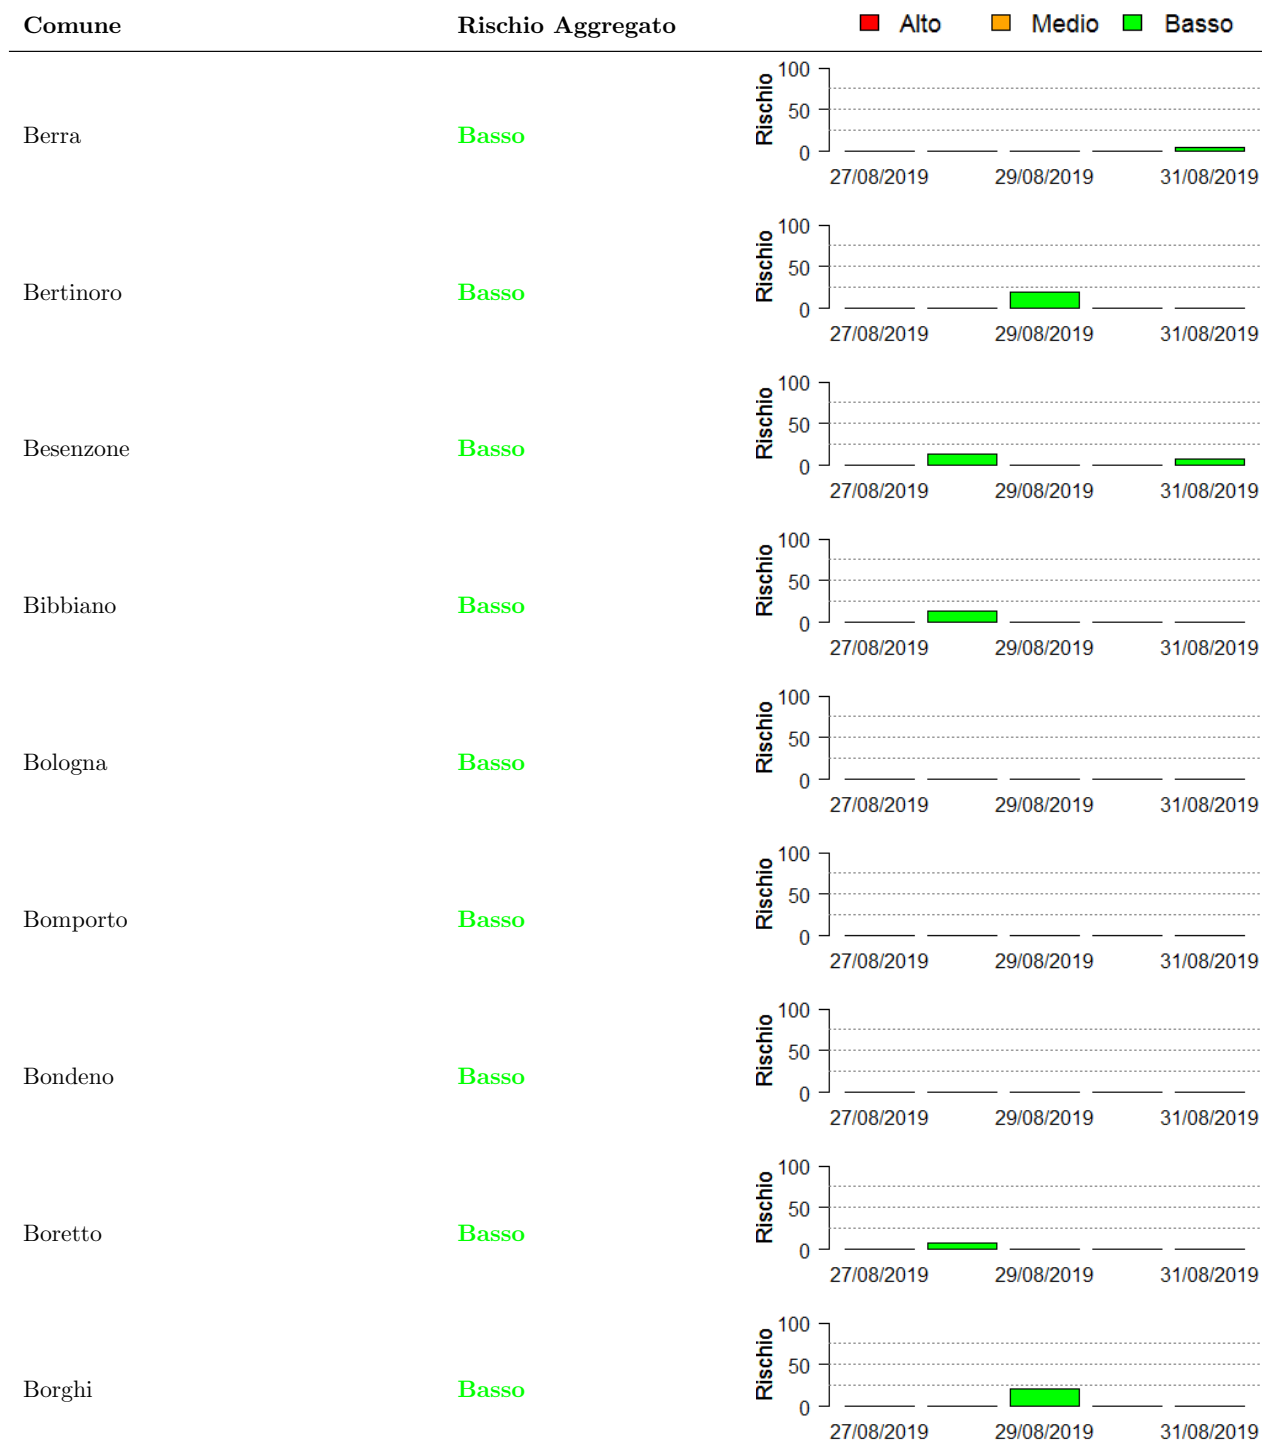 Comune Rischio Aggregato Alto Medio Basso
Berra Basso Rischio 100 50 0
27/08/2019 29/08/2019 31/08/2019
Bertinoro Basso Rischio 100 50 0
27/08/2019 29/08/2019 31/08/2019
Besenzone Basso Rischio 100 50 0
27/08/2019 29/08/2019 31/08/2019
Bibbiano Basso Rischio 100 50 0
27/08/2019 29/08/2019 31/08/2019
Bologna Basso Rischio 100 50 0
27/08/2019 29/08/2019 31/08/2019
Bomporto Basso Rischio 100 50 0
27/08/2019 29/08/2019 31/08/2019
Bondeno Basso Rischio 100 50 0
27/08/2019 29/08/2019 31/08/2019
Boretto Basso Rischio 100 50 0
27/08/2019 29/08/2019 31/08/2019
Borghi Basso Rischio 100 50 0
27/08/2019 29/08/2019 31/08/2019